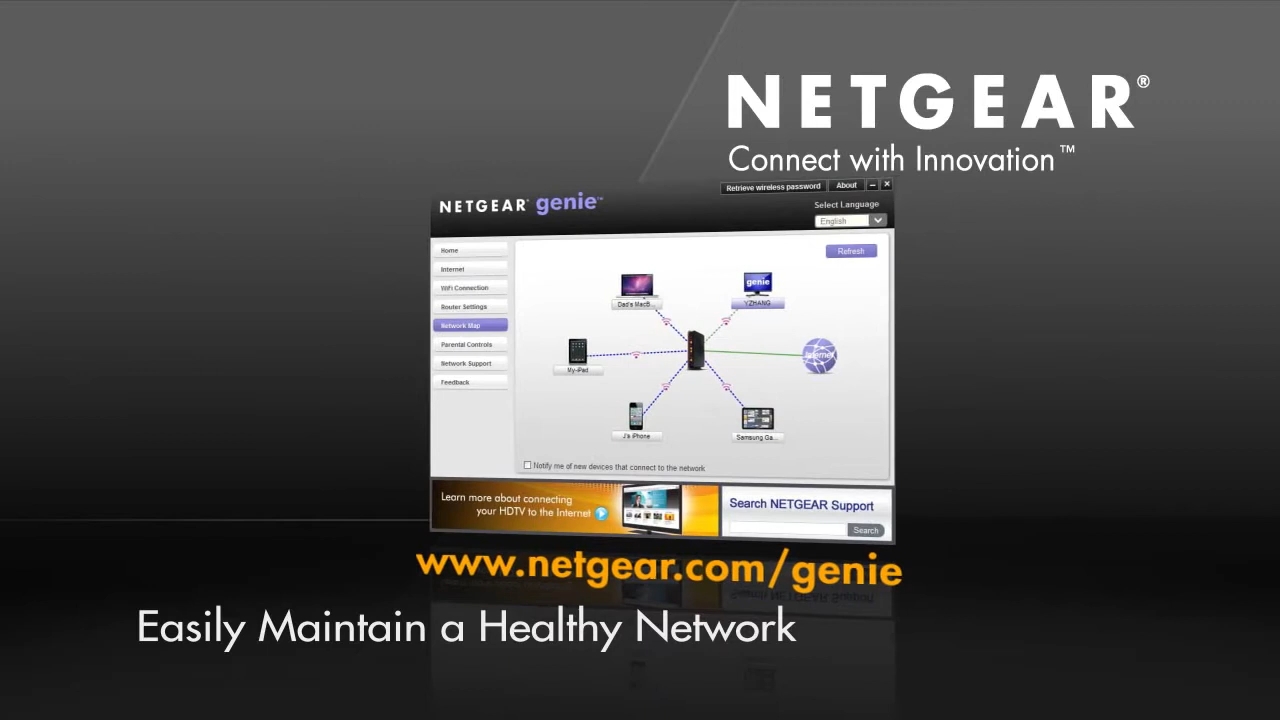 NETGEAR®
Connect with Innovation™
Retrieve wireless password
About
NETGEAR® genie™
Select Language
English
Home
Internet
WiFi Connection
Router Settings
Network Map
Parental Controls
Network Support
Feedback
Refresh
Dad's MacB...
genie
YZHANG
My-iPad
Internet
J's iPhone
Samsung Ga...
Notify me of new devices that connect to the network
Learn more about connecting
your HDTV to the Internet
Search NETGEAR Support
Search
www.netgear.com/genie
Easily Maintain a Healthy Network